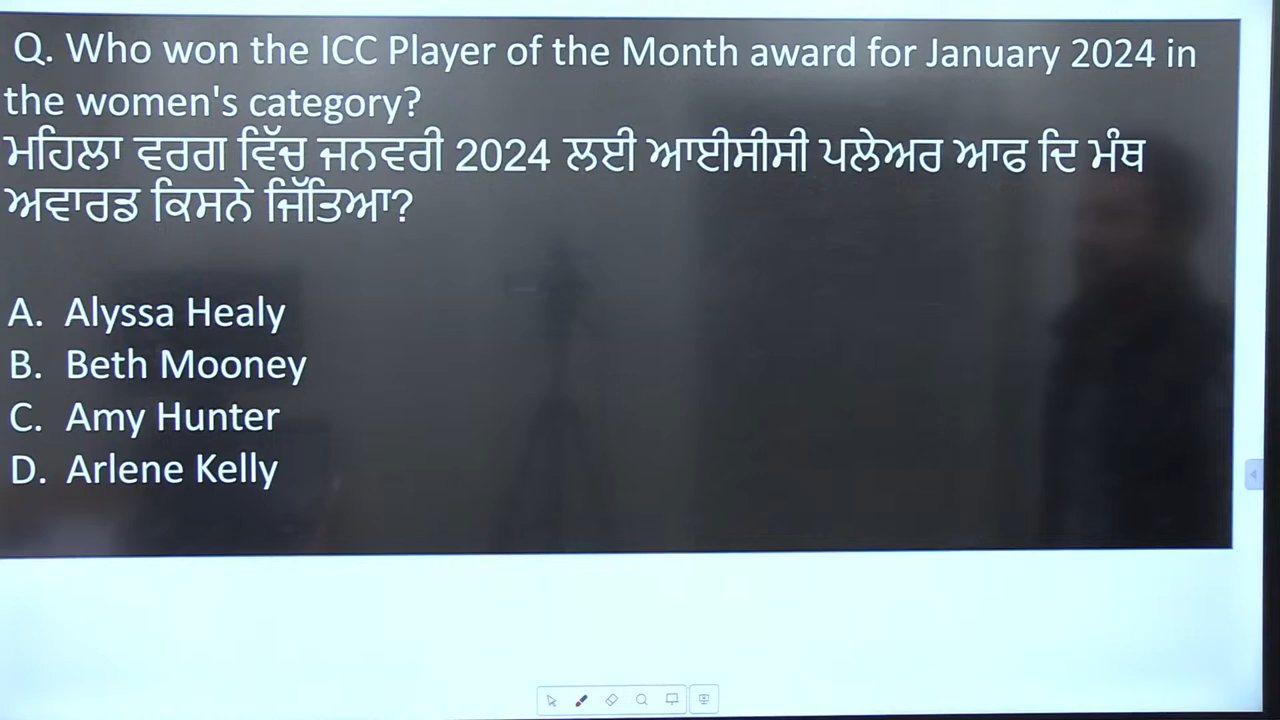 Q. Who won the ICC Player of the Month award for January 2024 in
the women's category?
ਮਹਿਲਾ ਵਰਗ ਵਿੱਚ ਜਨਵਰੀ 2024 ਲਈ ਆਈਸੀਸੀ ਪਲੇਅਰ ਆਫ ਦਿ ਮੰਥ
ਅਵਾਰਡ ਕਿਸਨੇ ਜਿੱਤਿਆ?
A. Alyssa Healy
B. Beth Mooney
C. Amy Hunter
D. Arlene Kelly